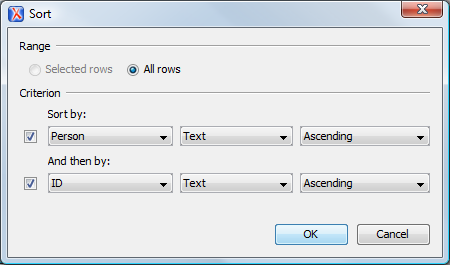 Sort
Range
Selected rows All rows
Criterion
Sort by:
Person Text Ascending
And then by:
ID Text Ascending
OK Cancel